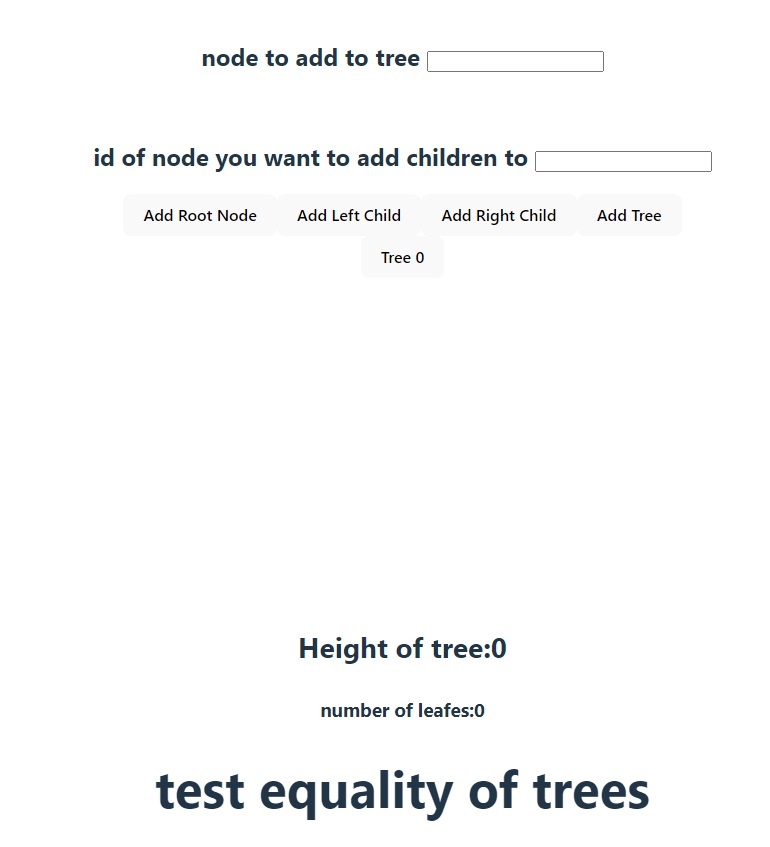 node to add to tree
id of node you want to add children to
Add Root Node Add Left Child Add Right Child Add Tree
Tree 0
Height of tree:0
number of leafes:0
test equality of trees